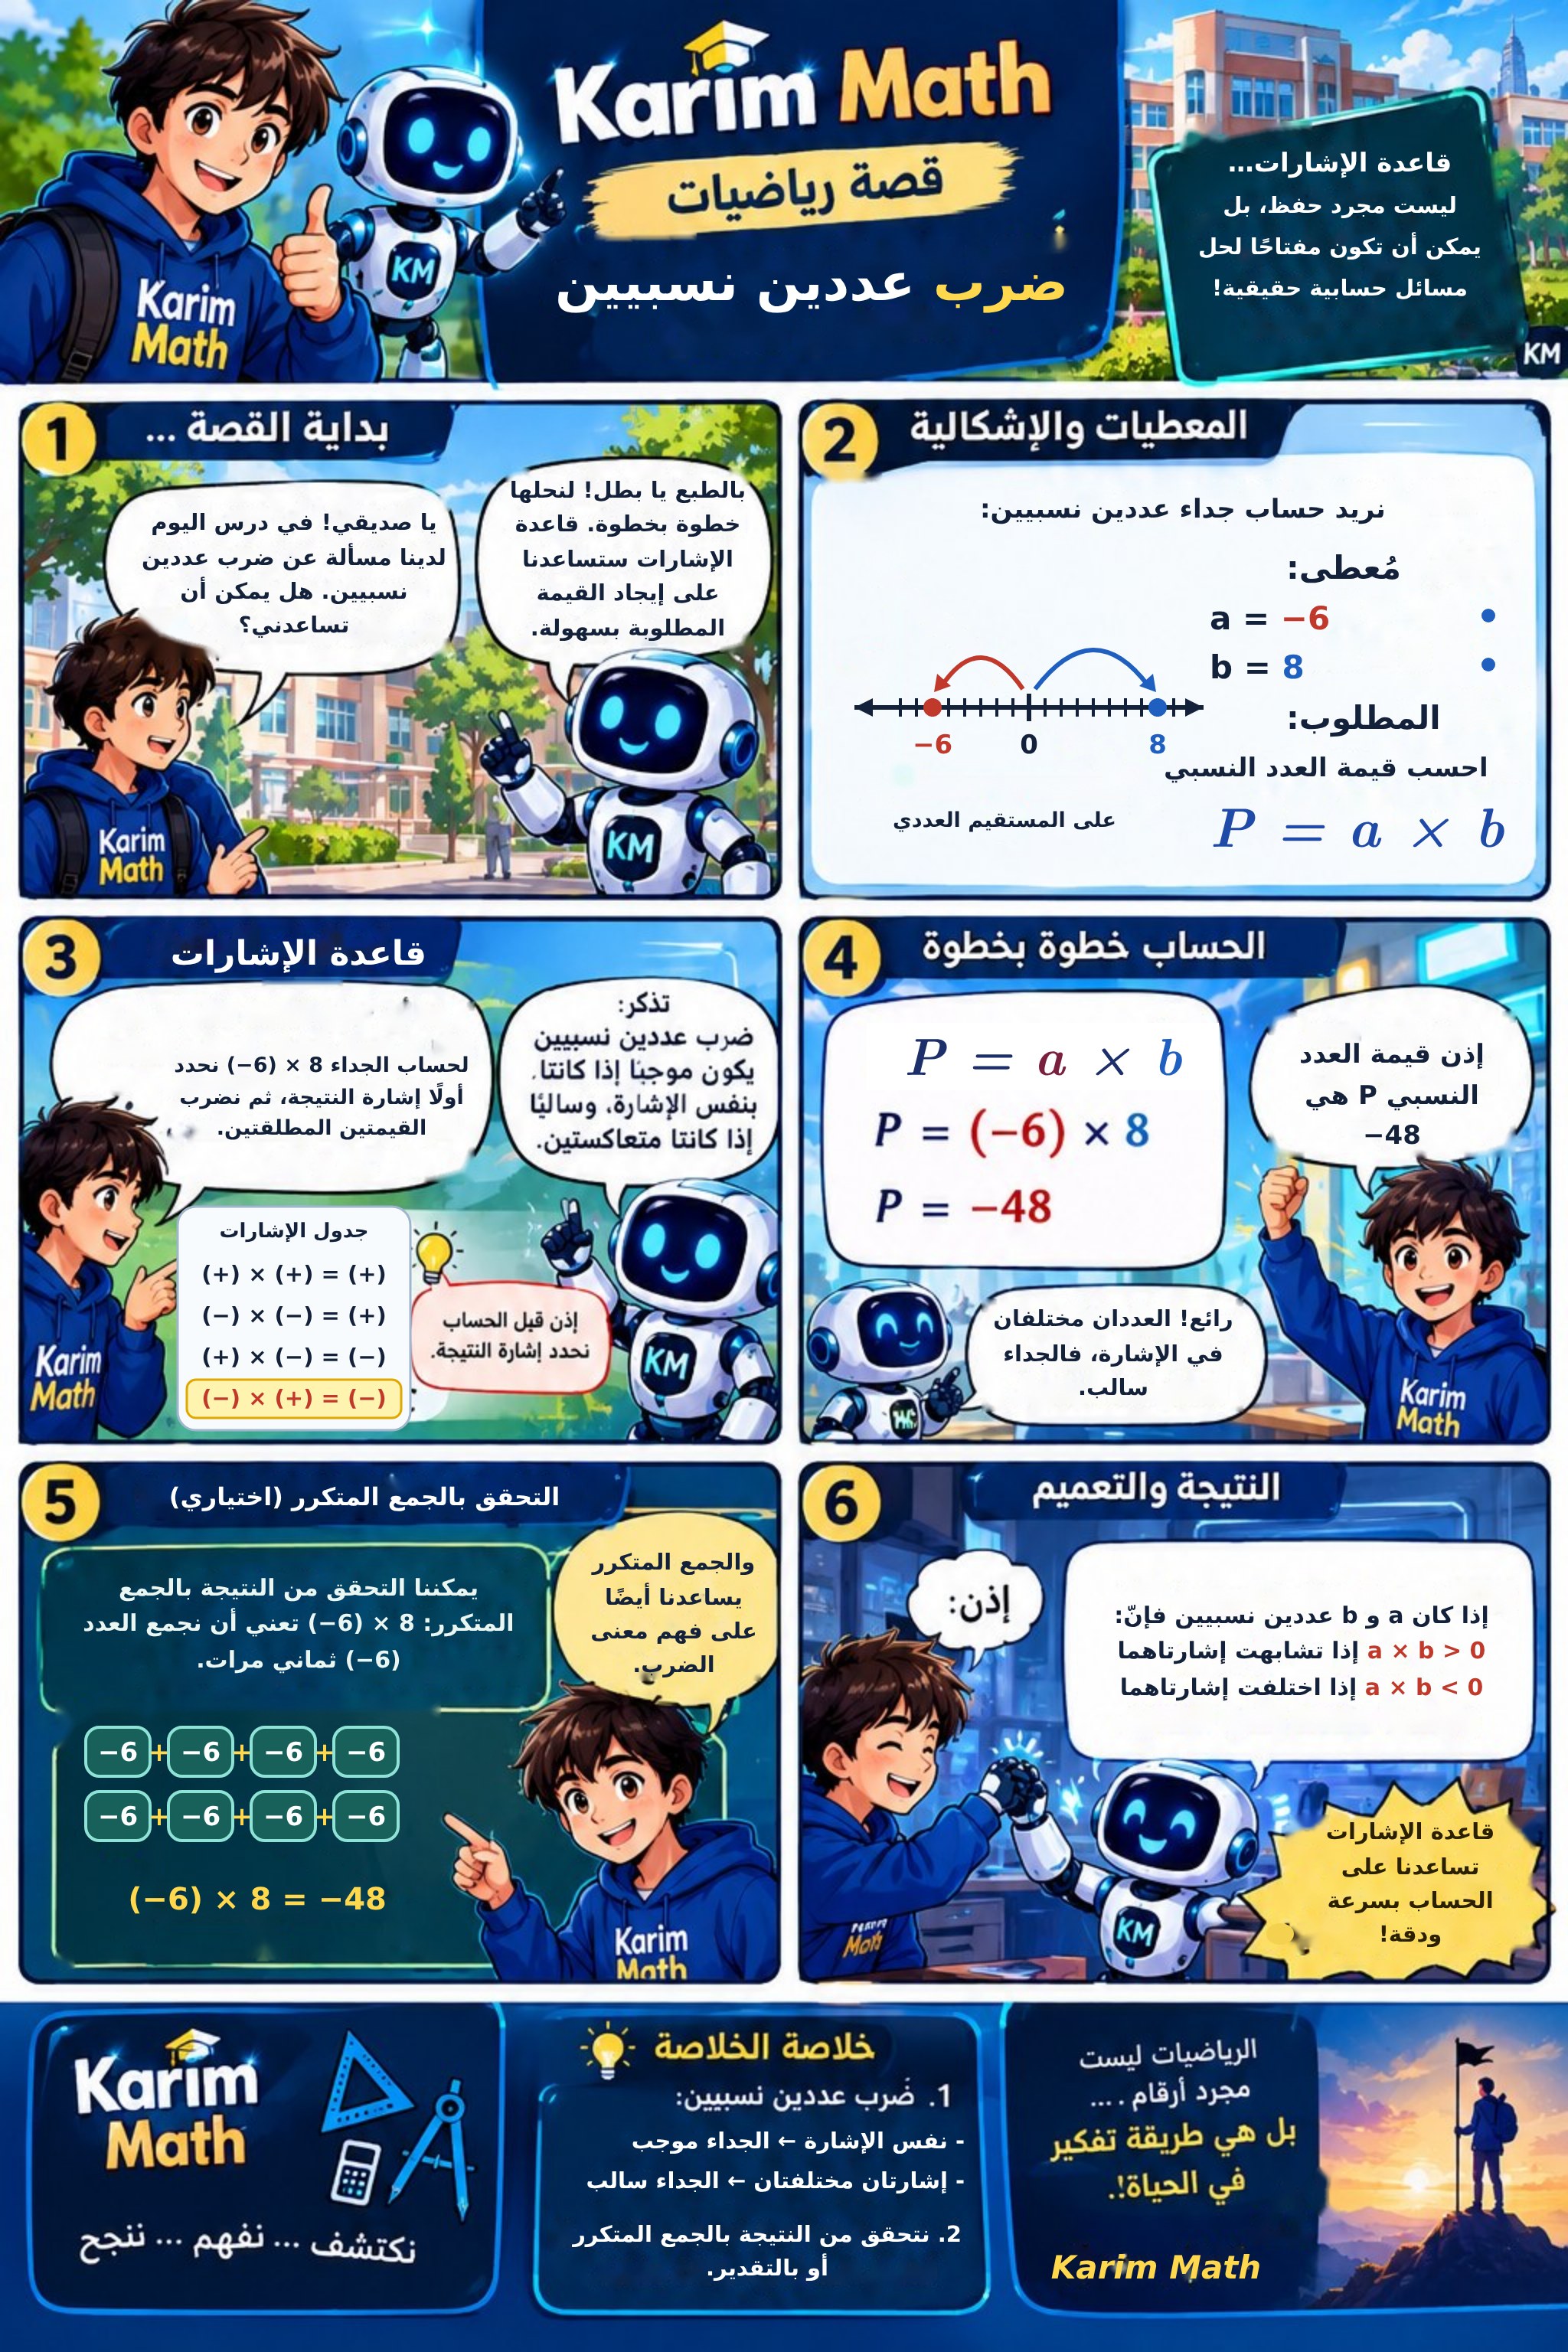 Karim Math
قصة رياضيات
ضرب عددين نسبيين
قاعدة الإشارات...
ليست مجرد حفظ، بل
يمكن أن تكون مفتاحًا لحل
مسائل حسابية حقيقية!
KM
Karim
Math
KM
1
بداية القصة ...
يا صديقي! في درس اليوم
لدينا مسألة عن ضرب عددين
نسبيين. هل يمكن أن
تساعدني؟
بالطبع يا بطل! لنحلها
خطوة بخطوة. قاعدة
الإشارات ستساعدنا
على إيجاد القيمة
المطلوبة بسهولة.
Karim
Math
KM
2
المعطيات والإشكالية
نريد حساب جداء عددين نسبيين:
مُعطى:
• a = −6
• b = 8
المطلوب:
احسب قيمة العدد النسبي
P = a × b
−6 0 8
على المستقيم العددي
3
قاعدة الإشارات
لحساب الجداء 8 × (−6) نحدد
أولًا إشارة النتيجة، ثم نضرب
القيمتين المطلقتين.
تذكر:
ضرب عددين نسبيين
يكون موجبًا إذا كانتا
بنفس الإشارة، وسالبًا
إذا كانتا متعاكستين.
جدول الإشارات
(+) × (+) = (+)
(−) × (−) = (+)
(+) × (−) = (−)
(−) × (+) = (−)
إذن قبل الحساب
نحدد إشارة النتيجة.
Karim
Math
KM
4
الحساب خطوة بخطوة
P = a × b
P = (−6) × 8
P = −48
إذن قيمة العدد
النسبي P هي
−48
رائع! العددان مختلفان
في الإشارة، فالجداء
سالب.
Karim
Math
5
التحقق بالجمع المتكرر (اختياري)
يمكننا التحقق من النتيجة بالجمع
المتكرر: 8 × (−6) تعني أن نجمع العدد
(−6) ثماني مرات.
والجمع المتكرر
يساعدنا أيضًا
على فهم معنى
الضرب.
−6 + −6 + −6 + −6
−6 + −6 + −6 + −6
(−6) × 8 = −48
Karim
Math
6
النتيجة والتعميم
إذن:
إذا كان a و b عددين نسبيين فإنّ:
a × b > 0 إذا تشابهت إشارتاهما
a × b < 0 إذا اختلفت إشارتاهما
قاعدة الإشارات
تساعدنا على
الحساب بسرعة
ودقة!
Math
KM
Karim
Math
نكتشف ... نفهم ... ننجح
خلاصة الخلاصة
1. ضَرب عددين نسبيين:
- نفس الإشارة ← الجداء موجب
- إشارتان مختلفتان ← الجداء سالب
2. نتحقق من النتيجة بالجمع المتكرر
أو بالتقدير.
الرياضيات ليست
مجرد أرقام ....
بل هي طريقة تفكير
في الحياة!.
Karim Math